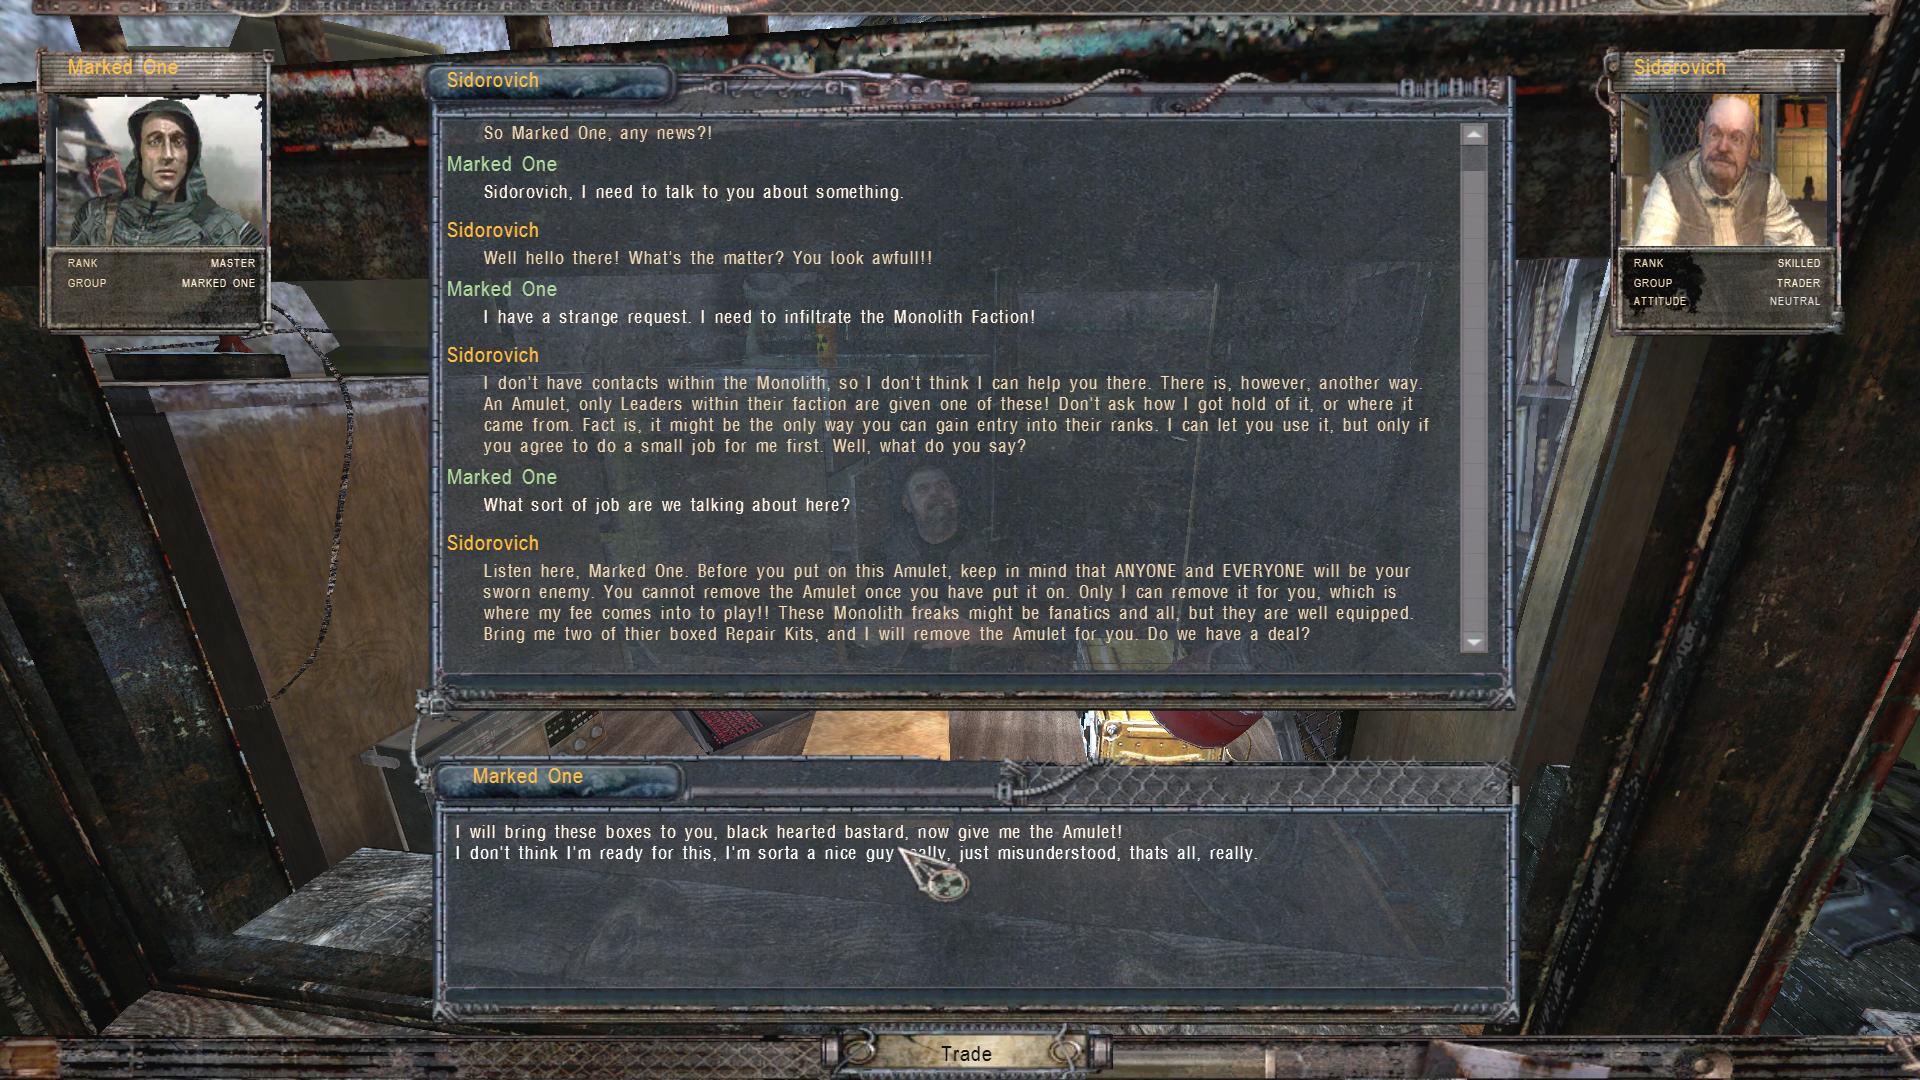 Marked One
RANK MASTER
GROUP MARKED ONE
Sidorovich
So Marked One, any news?!
Marked One
Sidorovich, I need to talk to you about something.
Sidorovich
Well hello there! What's the matter? You look awfull!!
Marked One
I have a strange request. I need to infiltrate the Monolith Faction!
Sidorovich
I don't have contacts within the Monolith, so I don't think I can help you there. There is, however, another way.
An Amulet, only Leaders within their faction are given one of these! Don't ask how I got hold of it, or where it
came from. Fact is, it might be the only way you can gain entry into their ranks. I can let you use it, but only if
you agree to do a small job for me first. Well, what do you say?
Marked One
What sort of job are we talking about here?
Sidorovich
Listen here, Marked One. Before you put on this Amulet, keep in mind that ANYONE and EVERYONE will be your
sworn enemy. You cannot remove the Amulet once you have put it on. Only I can remove it for you, which is
where my fee comes into to play!! These Monolith freaks might be fanatics and all, but they are well equipped.
Bring me two of thier boxed Repair Kits, and I will remove the Amulet for you. Do we have a deal?
Sidorovich
RANK SKILLED
GROUP TRADER
ATTITUDE NEUTRAL
Marked One
I will bring these boxes to you, black hearted bastard, now give me the Amulet!
I don't think I'm ready for this, I'm sorta a nice guy really, just misunderstood, thats all, really.
Trade